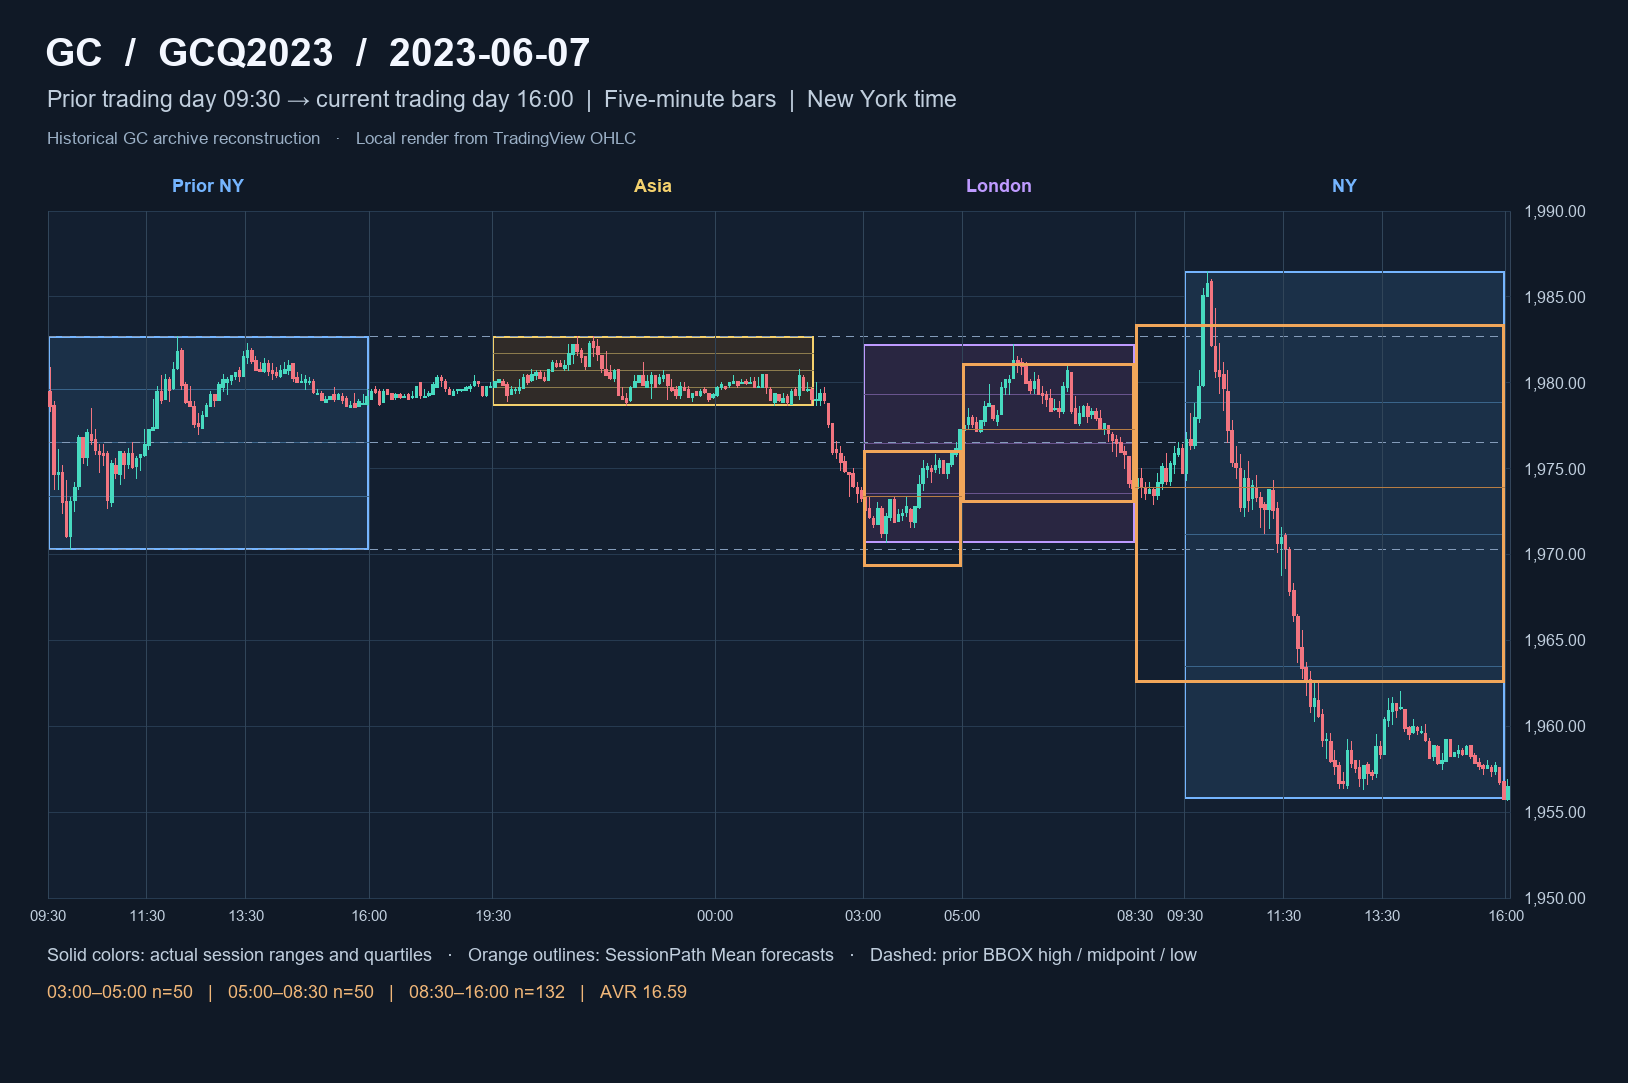 GC / GCQ2023 / 2023-06-07
Prior trading day 09:30 → current trading day 16:00 | Five-minute bars | New York time
Historical GC archive reconstruction · Local render from TradingView OHLC
Prior NY Asia London NY
1,990.00
1,985.00
1,980.00
1,975.00
1,970.00
1,965.00
1,960.00
1,955.00
1,950.00
09:30 11:30 13:30 16:00 19:30 00:00 03:00 05:00 08:30 09:30 11:30 13:30 16:00
Solid colors: actual session ranges and quartiles · Orange outlines: SessionPath Mean forecasts · Dashed: prior BBOX high / midpoint / low
03:00–05:00 n=50 | 05:00–08:30 n=50 | 08:30–16:00 n=132 | AVR 16.59